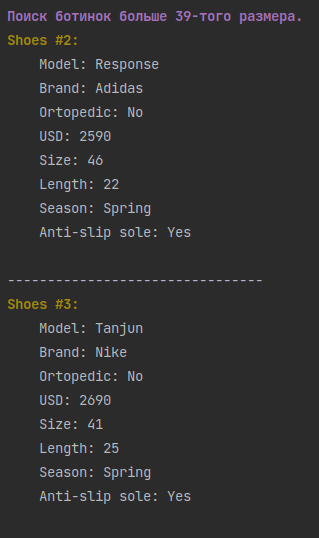 Поиск ботинок больше 39-того размера.
Shoes #2:
Model: Response
Brand: Adidas
Ortopedic: No
USD: 2590
Size: 46
Length: 22
Season: Spring
Anti-slip sole: Yes
--------------------------------
Shoes #3:
Model: Tanjun
Brand: Nike
Ortopedic: No
USD: 2690
Size: 41
Length: 25
Season: Spring
Anti-slip sole: Yes